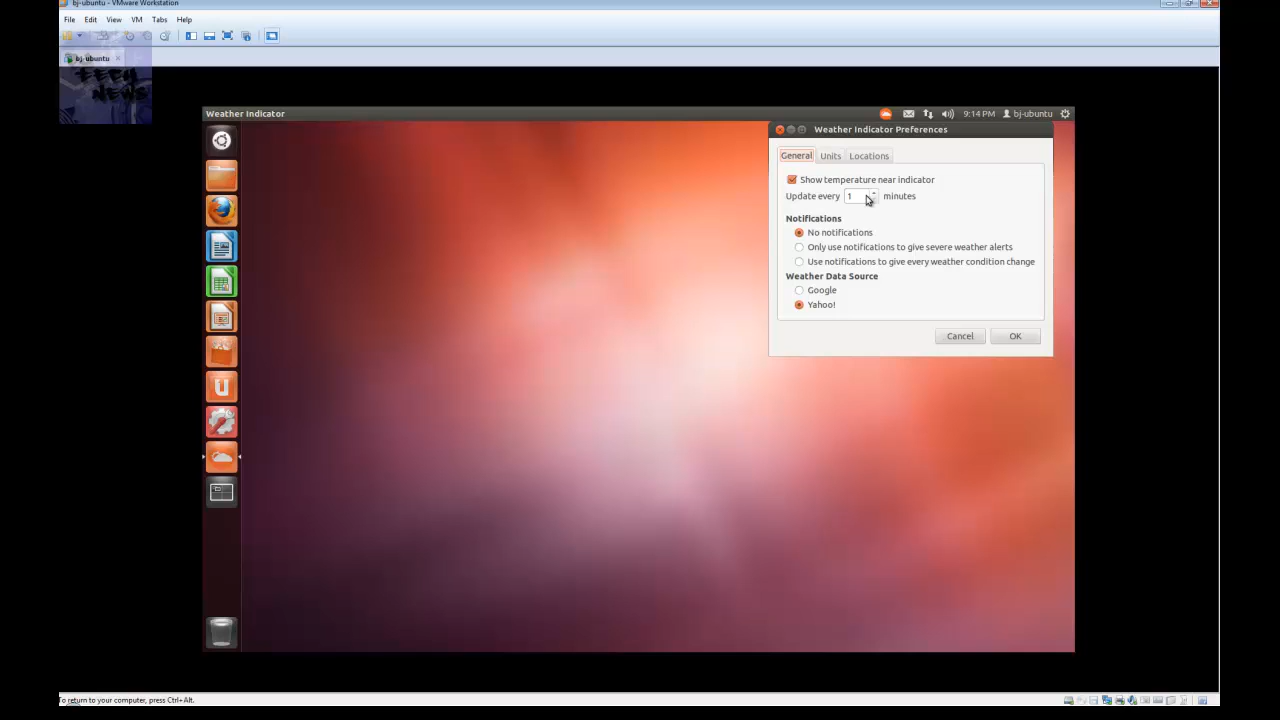 bj-ubuntu - VMware Workstation
File Edit View VM Tabs Help
bj-ubuntu
tecg
news
Weather Indicator
9:14 PM bj-ubuntu
Weather Indicator Preferences
General Units Locations
Show temperature near indicator
Update every 1 minutes
Notifications
No notifications
Only use notifications to give severe weather alerts
Use notifications to give every weather condition change
Weather Data Source
Google
Yahoo!
Cancel OK
To return to your computer, press Ctrl+Alt.